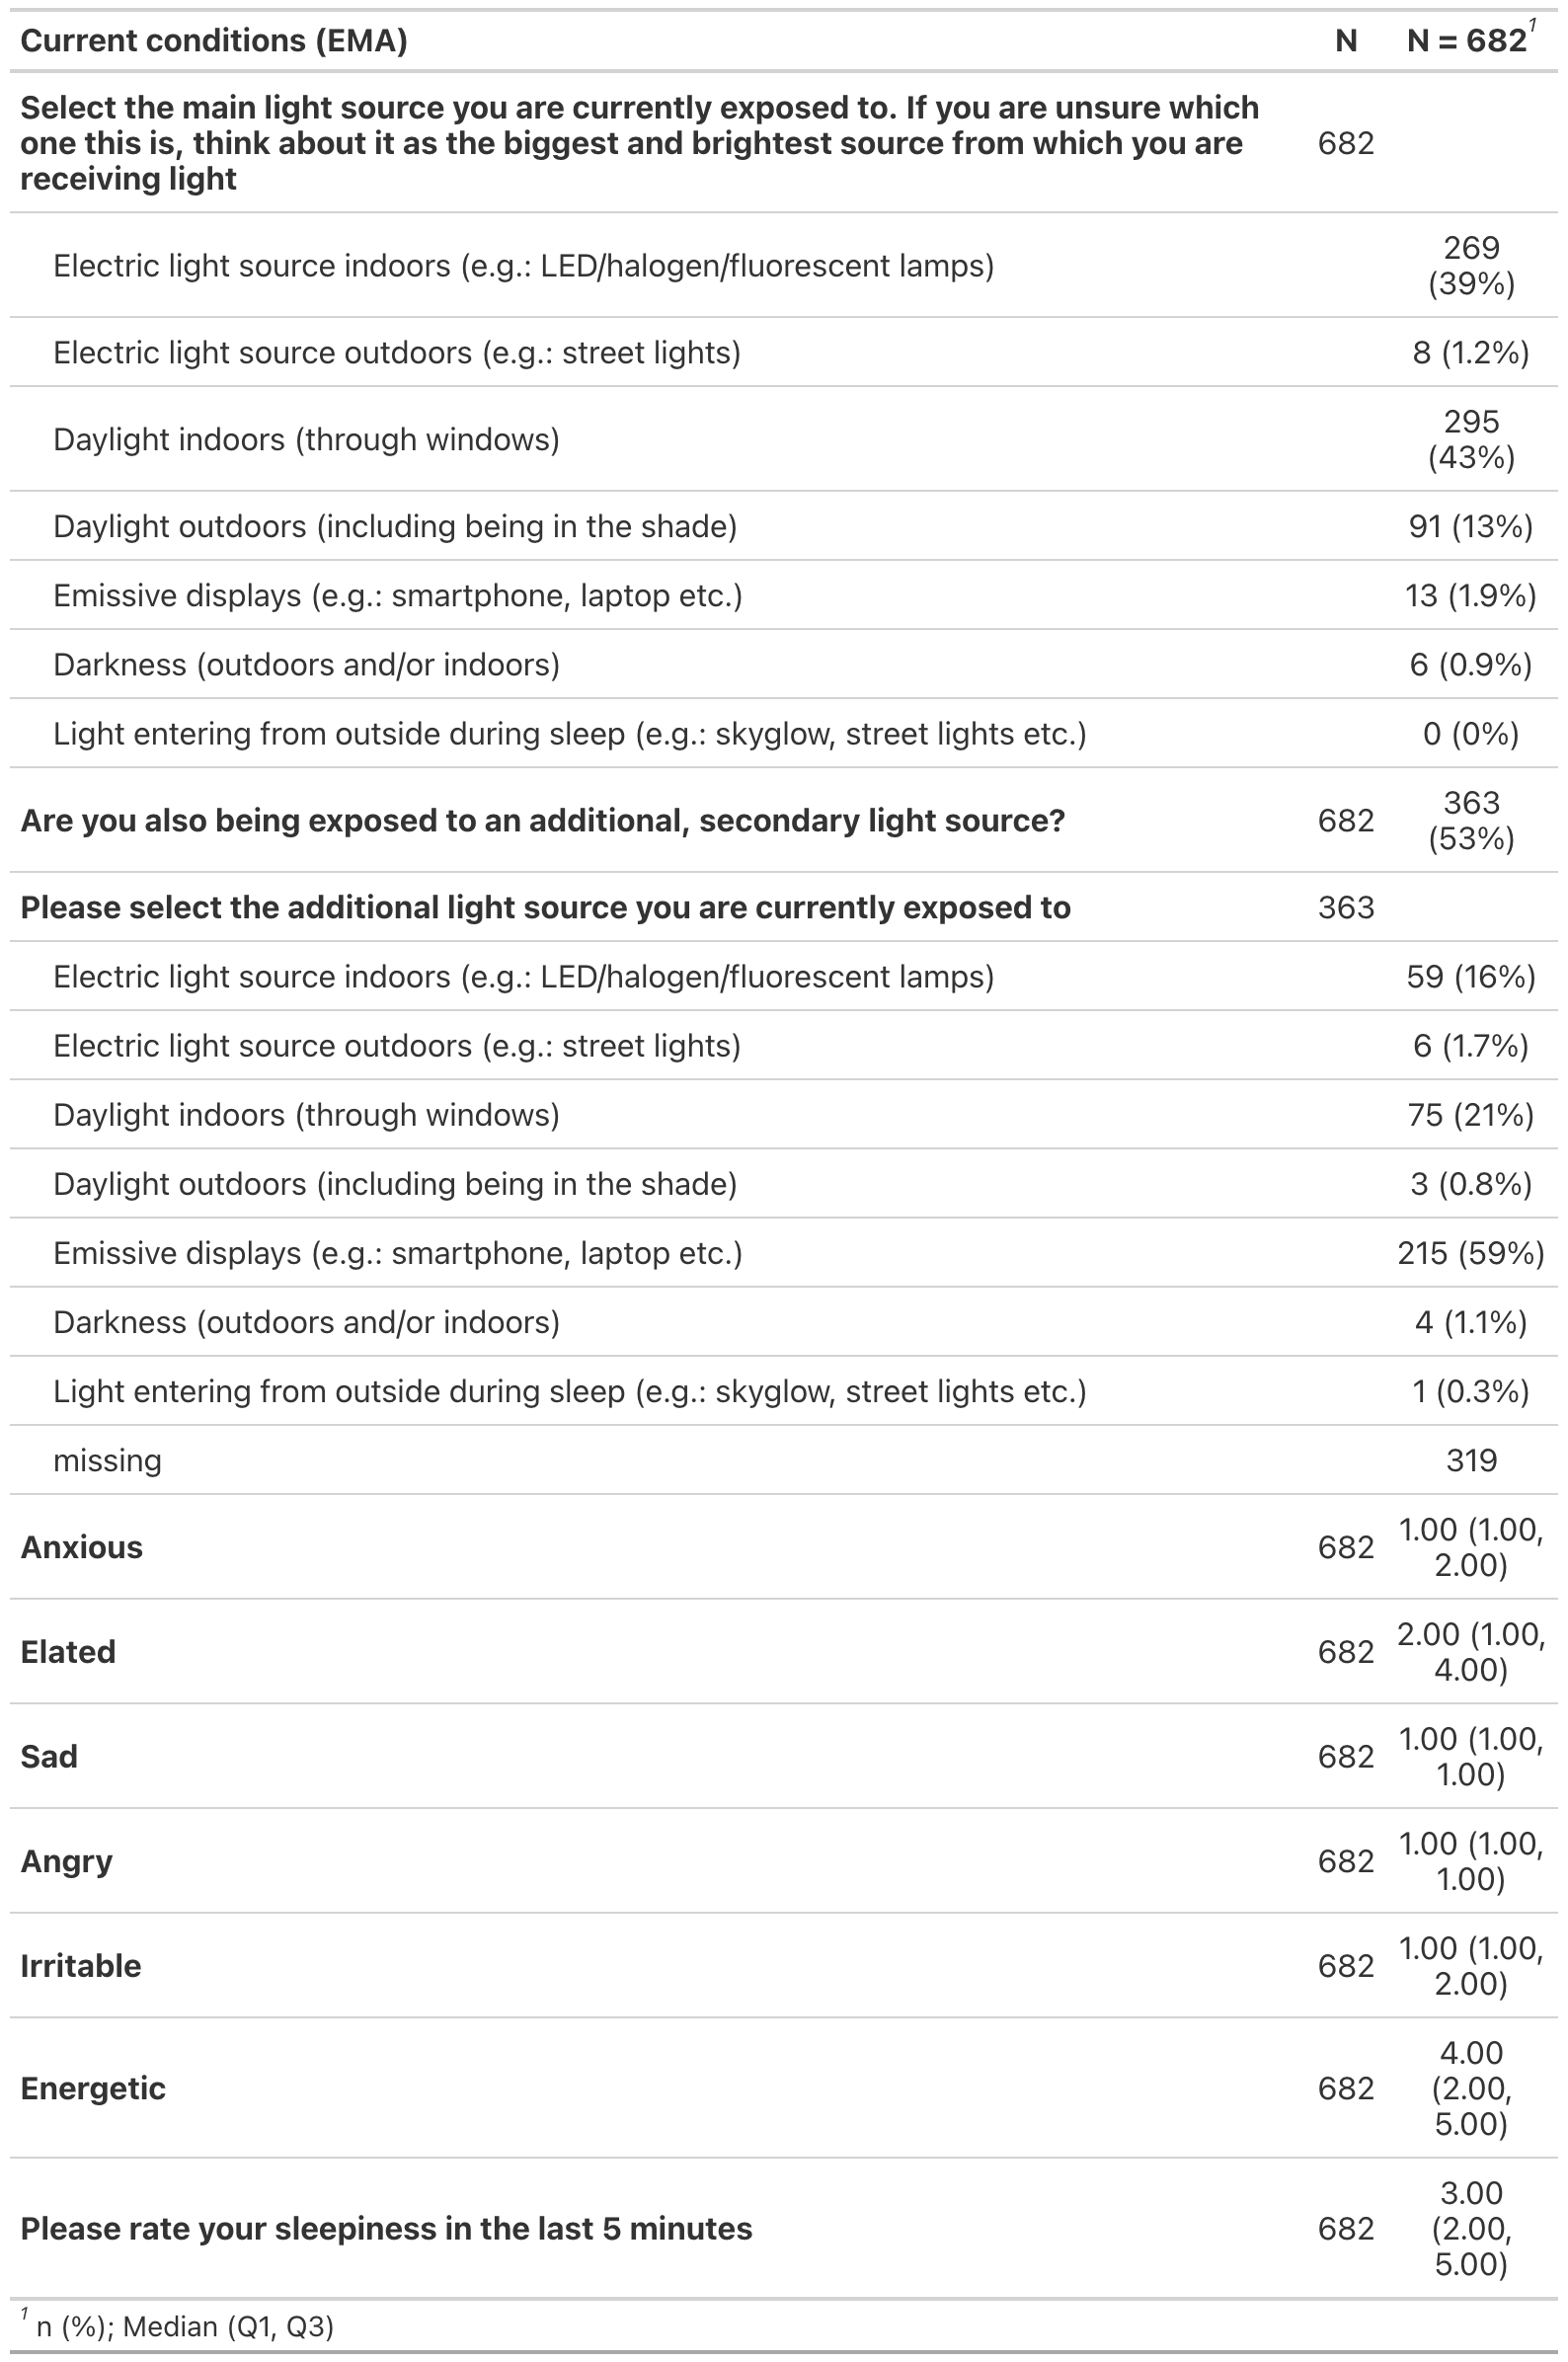 Current conditions (EMA) N N = 682¹
Select the main light source you are currently exposed to. If you are unsure which
one this is, think about it as the biggest and brightest source from which you are
receiving light
682
Electric light source indoors (e.g.: LED/halogen/fluorescent lamps)
269
(39%)
Electric light source outdoors (e.g.: street lights) 8 (1.2%)
Daylight indoors (through windows)
295
(43%)
Daylight outdoors (including being in the shade) 91 (13%)
Emissive displays (e.g.: smartphone, laptop etc.) 13 (1.9%)
Darkness (outdoors and/or indoors) 6 (0.9%)
Light entering from outside during sleep (e.g.: skyglow, street lights etc.) 0 (0%)
Are you also being exposed to an additional, secondary light source? 682
363
(53%)
Please select the additional light source you are currently exposed to 363
Electric light source indoors (e.g.: LED/halogen/fluorescent lamps) 59 (16%)
Electric light source outdoors (e.g.: street lights) 6 (1.7%)
Daylight indoors (through windows) 75 (21%)
Daylight outdoors (including being in the shade) 3 (0.8%)
Emissive displays (e.g.: smartphone, laptop etc.) 215 (59%)
Darkness (outdoors and/or indoors) 4 (1.1%)
Light entering from outside during sleep (e.g.: skyglow, street lights etc.) 1 (0.3%)
missing 319
Anxious 682
1.00 (1.00,
2.00)
Elated 682
2.00 (1.00,
4.00)
Sad 682
1.00 (1.00,
1.00)
Angry 682
1.00 (1.00,
1.00)
Irritable 682
1.00 (1.00,
2.00)
Energetic 682
4.00
(2.00,
5.00)
Please rate your sleepiness in the last 5 minutes 682
3.00
(2.00,
5.00)
¹ n (%); Median (Q1, Q3)